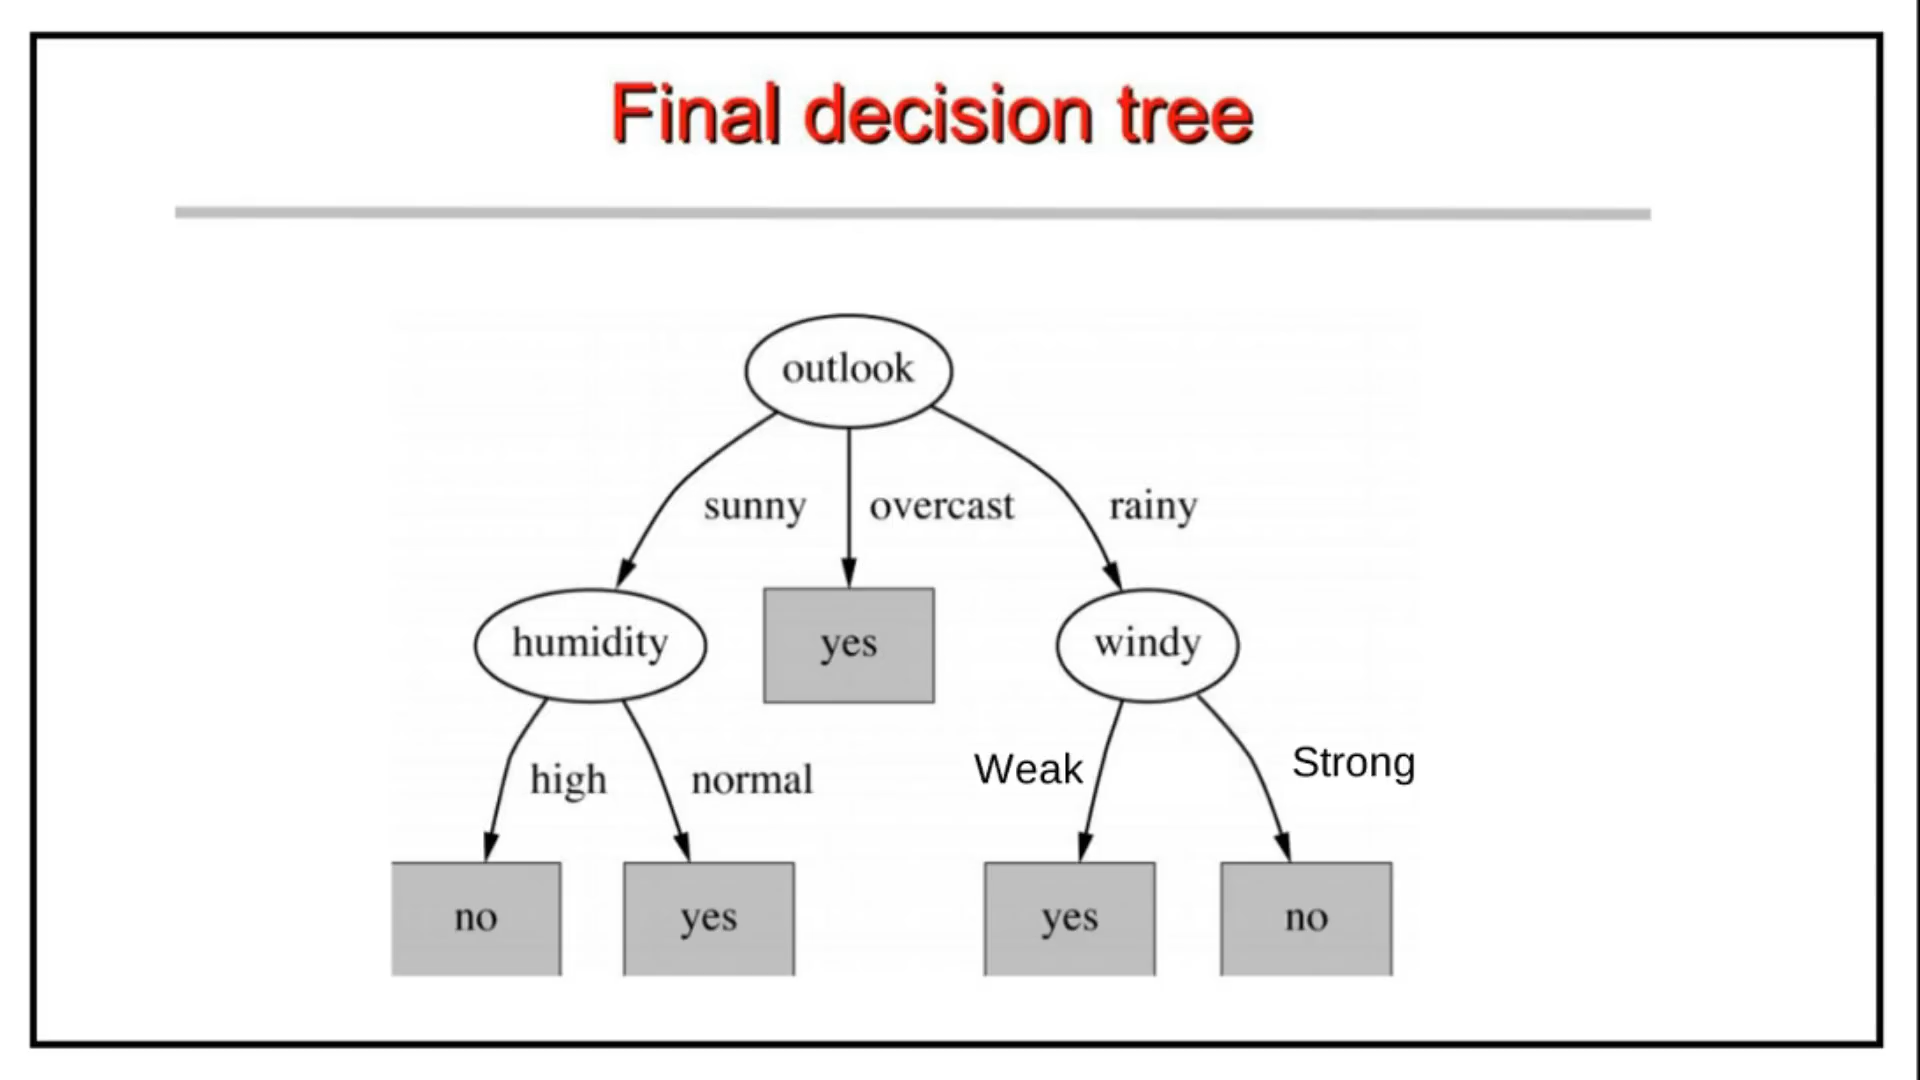 Final decision tree
outlook
sunny
overcast
rainy
humidity
yes
windy
high
normal
Weak
Strong
no
yes
yes
no